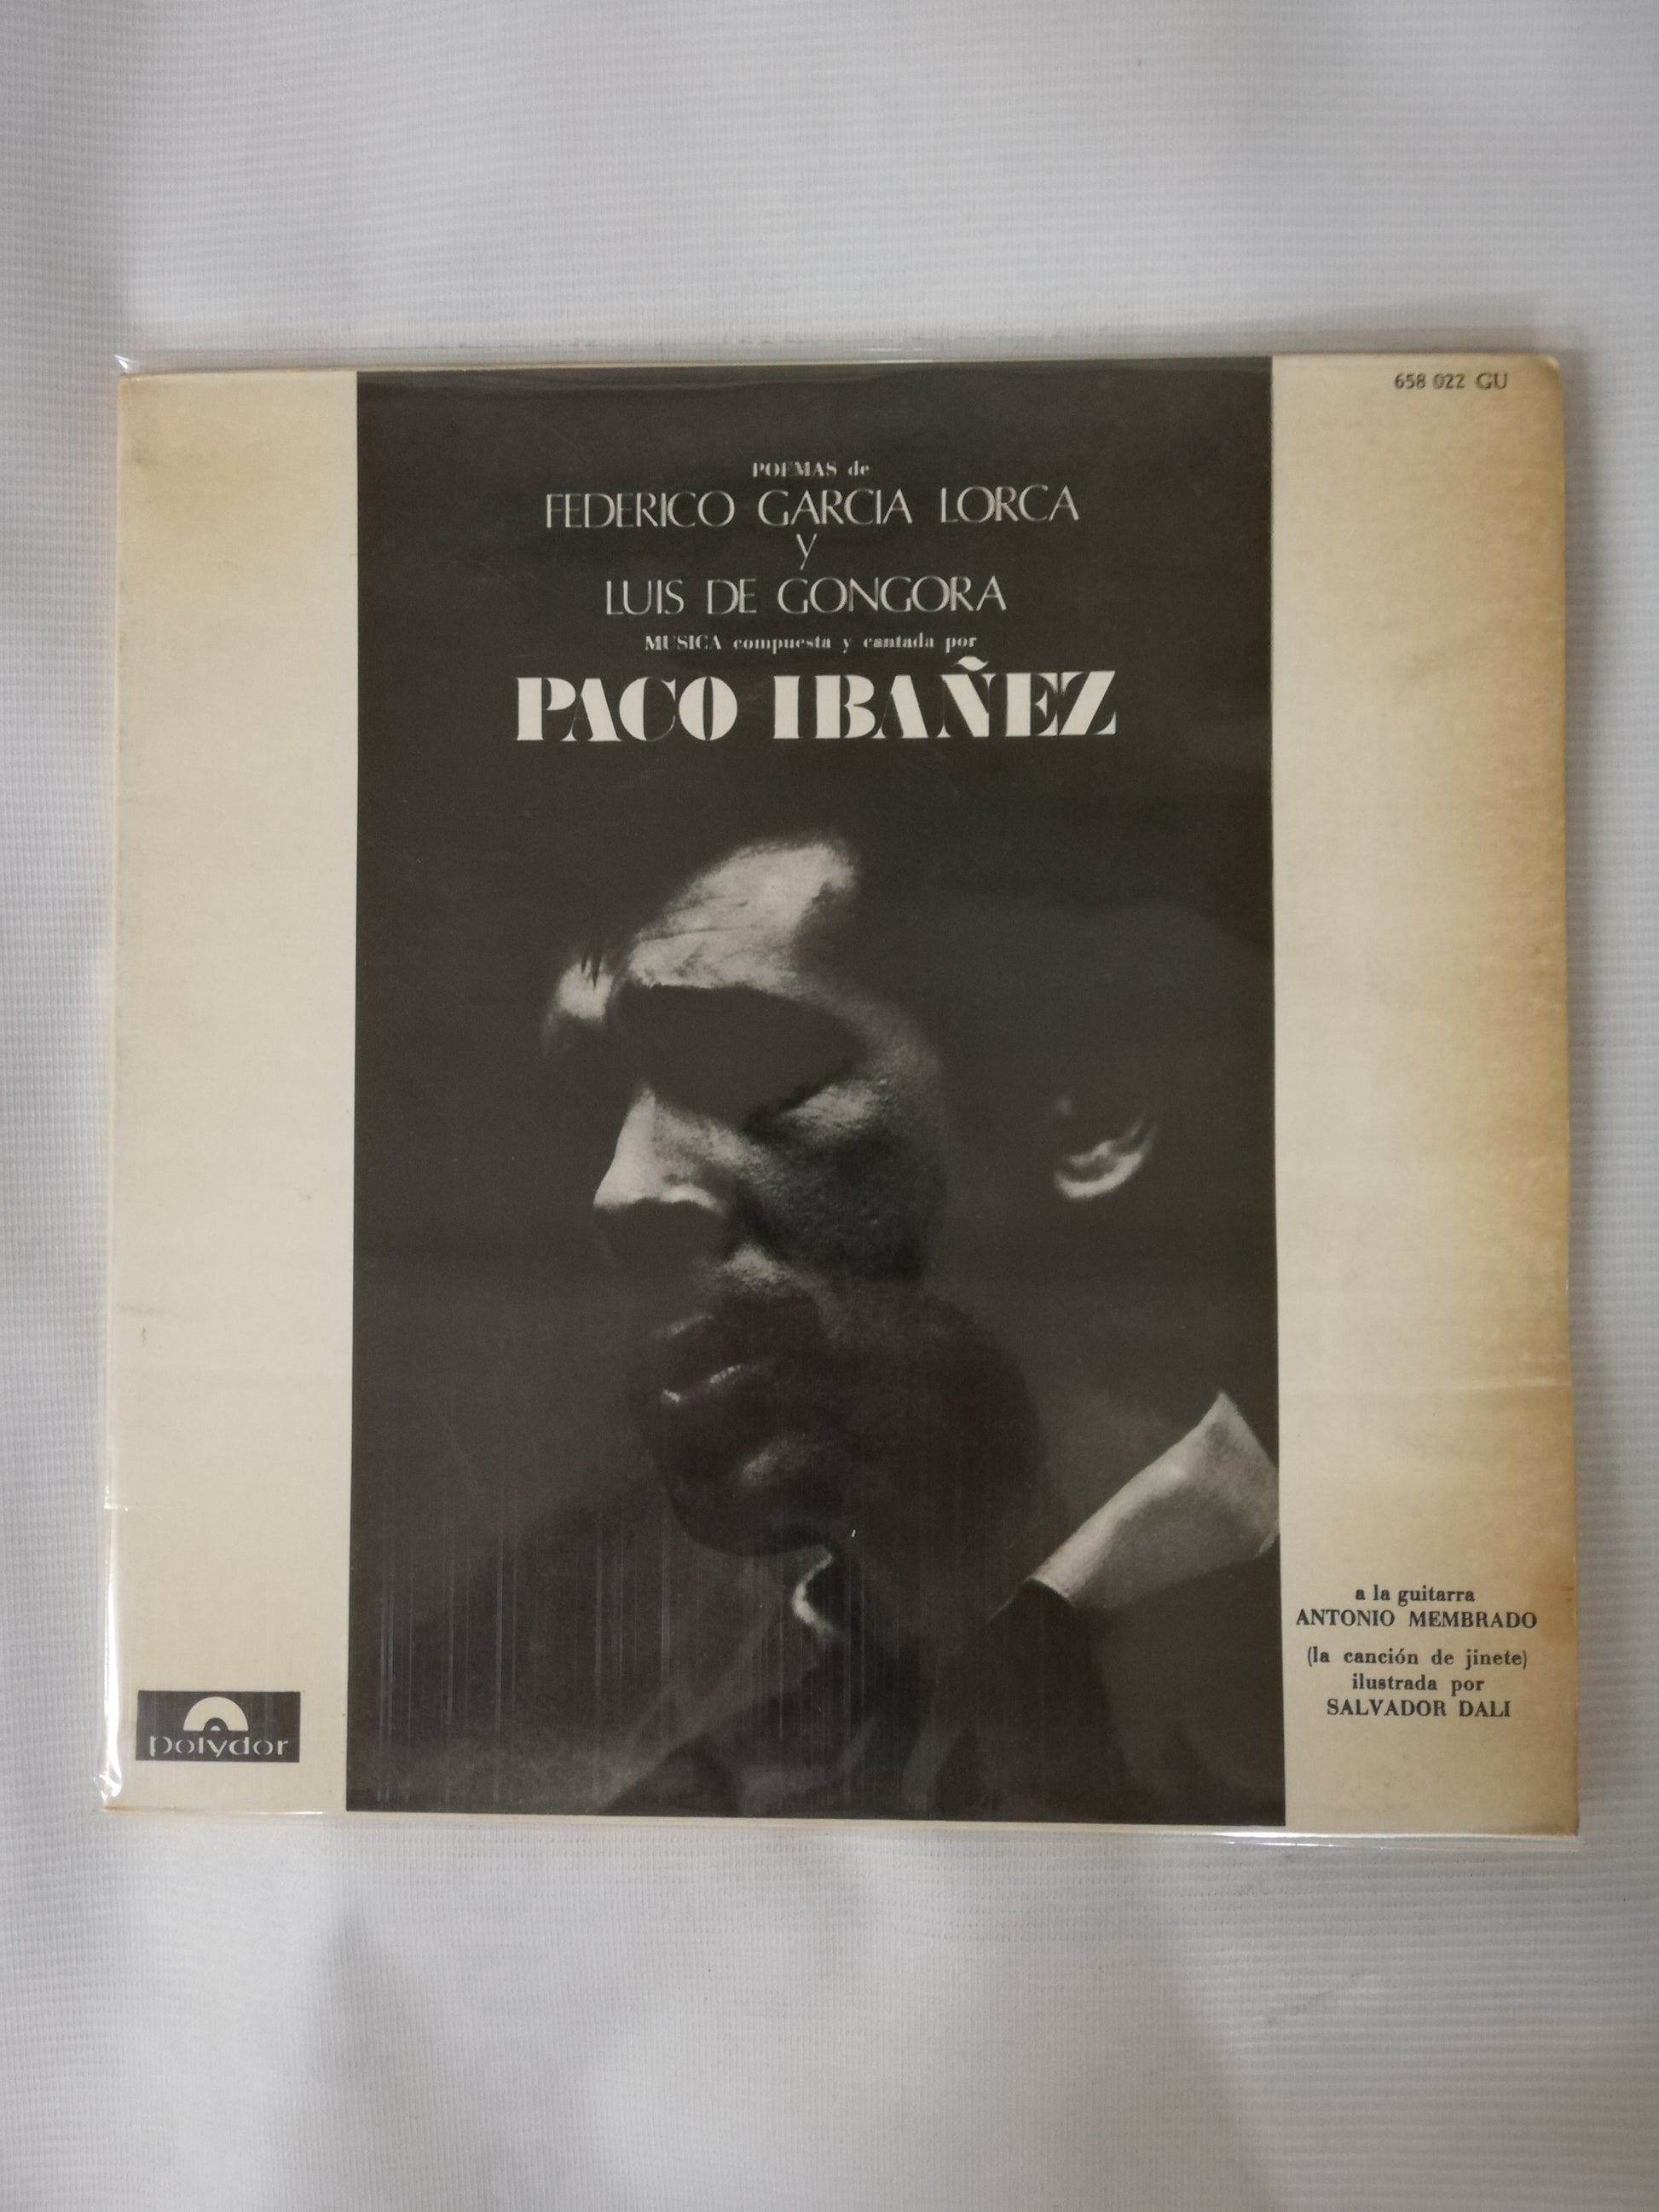 658 022 GU
POEMAS de
FEDERICO GARCIA LORCA
y
LUIS DE GONGORA
MUSICA compuesta y cantada por
PACO IBAÑEZ
a la guitarra
ANTONIO MEMBRADO
(la canción de jinete)
ilustrada por
SALVADOR DALI
polydor